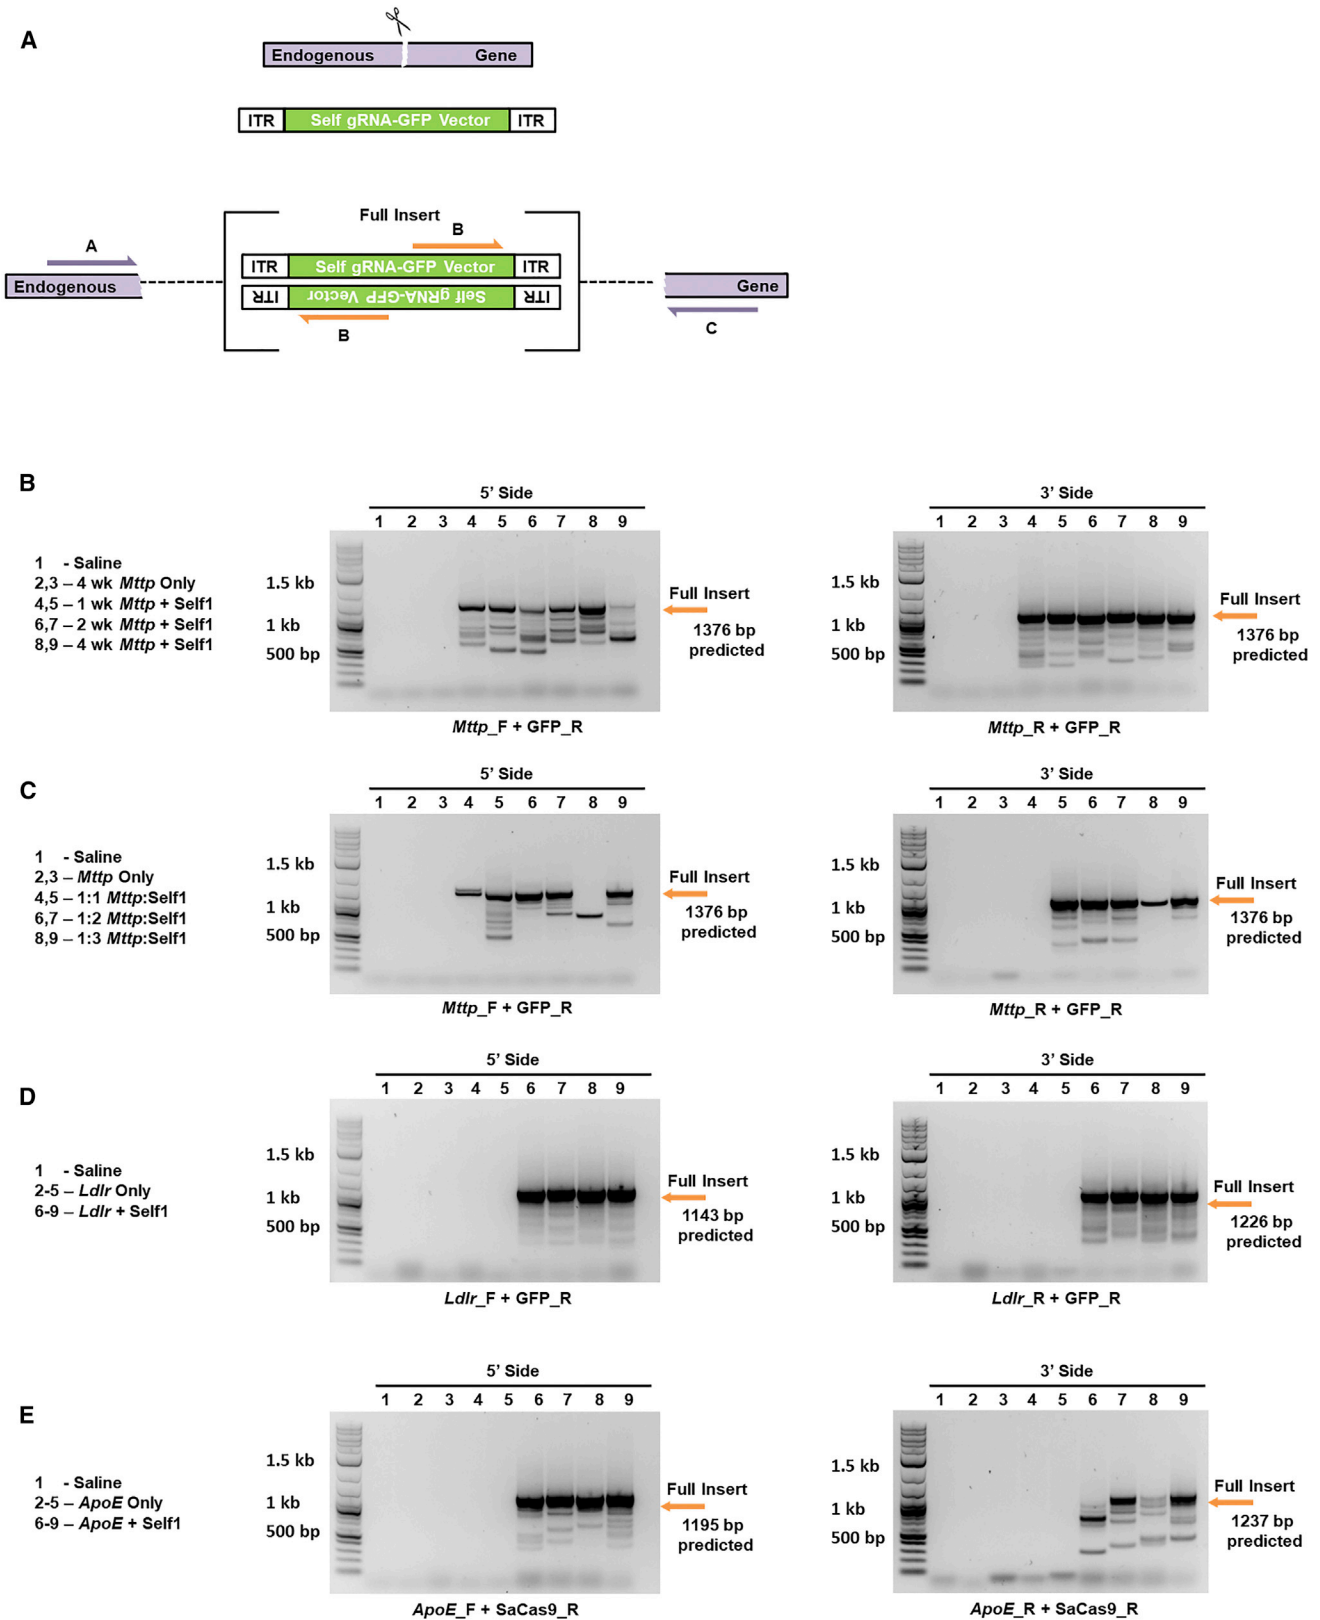 A
Endogenous Gene
ITR Self gRNA-GFP Vector ITR
Full Insert
B
A
ITR Self gRNA-GFP Vector ITR
Endogenous
Gene
ITR Self gRNA-GFP Vector ITR
B
C
B
5' Side
3' Side
1 2 3 4 5 6 7 8 9
1 2 3 4 5 6 7 8 9
1 - Saline
2,3 – 4 wk Mttp Only
4,5 – 1 wk Mttp + Self1
6,7 – 2 wk Mttp + Self1
8,9 – 4 wk Mttp + Self1
1.5 kb
1 kb
500 bp
Full Insert
1376 bp
predicted
1.5 kb
1 kb
500 bp
Full Insert
1376 bp
predicted
Mttp_F + GFP_R
Mttp_R + GFP_R
C
5' Side
3' Side
1 2 3 4 5 6 7 8 9
1 2 3 4 5 6 7 8 9
1 - Saline
2,3 – Mttp Only
4,5 – 1:1 Mttp:Self1
6,7 – 1:2 Mttp:Self1
8,9 – 1:3 Mttp:Self1
1.5 kb
1 kb
500 bp
Full Insert
1376 bp
predicted
1.5 kb
1 kb
500 bp
Full Insert
1376 bp
predicted
Mttp_F + GFP_R
Mttp_R + GFP_R
D
5' Side
3' Side
1 2 3 4 5 6 7 8 9
1 2 3 4 5 6 7 8 9
1 - Saline
2-5 – Ldlr Only
6-9 – Ldlr + Self1
1.5 kb
1 kb
500 bp
Full Insert
1143 bp
predicted
1.5 kb
1 kb
500 bp
Full Insert
1226 bp
predicted
Ldlr_F + GFP_R
Ldlr_R + GFP_R
E
5' Side
3' Side
1 2 3 4 5 6 7 8 9
1 2 3 4 5 6 7 8 9
1 - Saline
2-5 – ApoE Only
6-9 – ApoE + Self1
1.5 kb
1 kb
500 bp
Full Insert
1195 bp
predicted
1.5 kb
1 kb
500 bp
Full Insert
1237 bp
predicted
ApoE_F + SaCas9_R
ApoE_R + SaCas9_R